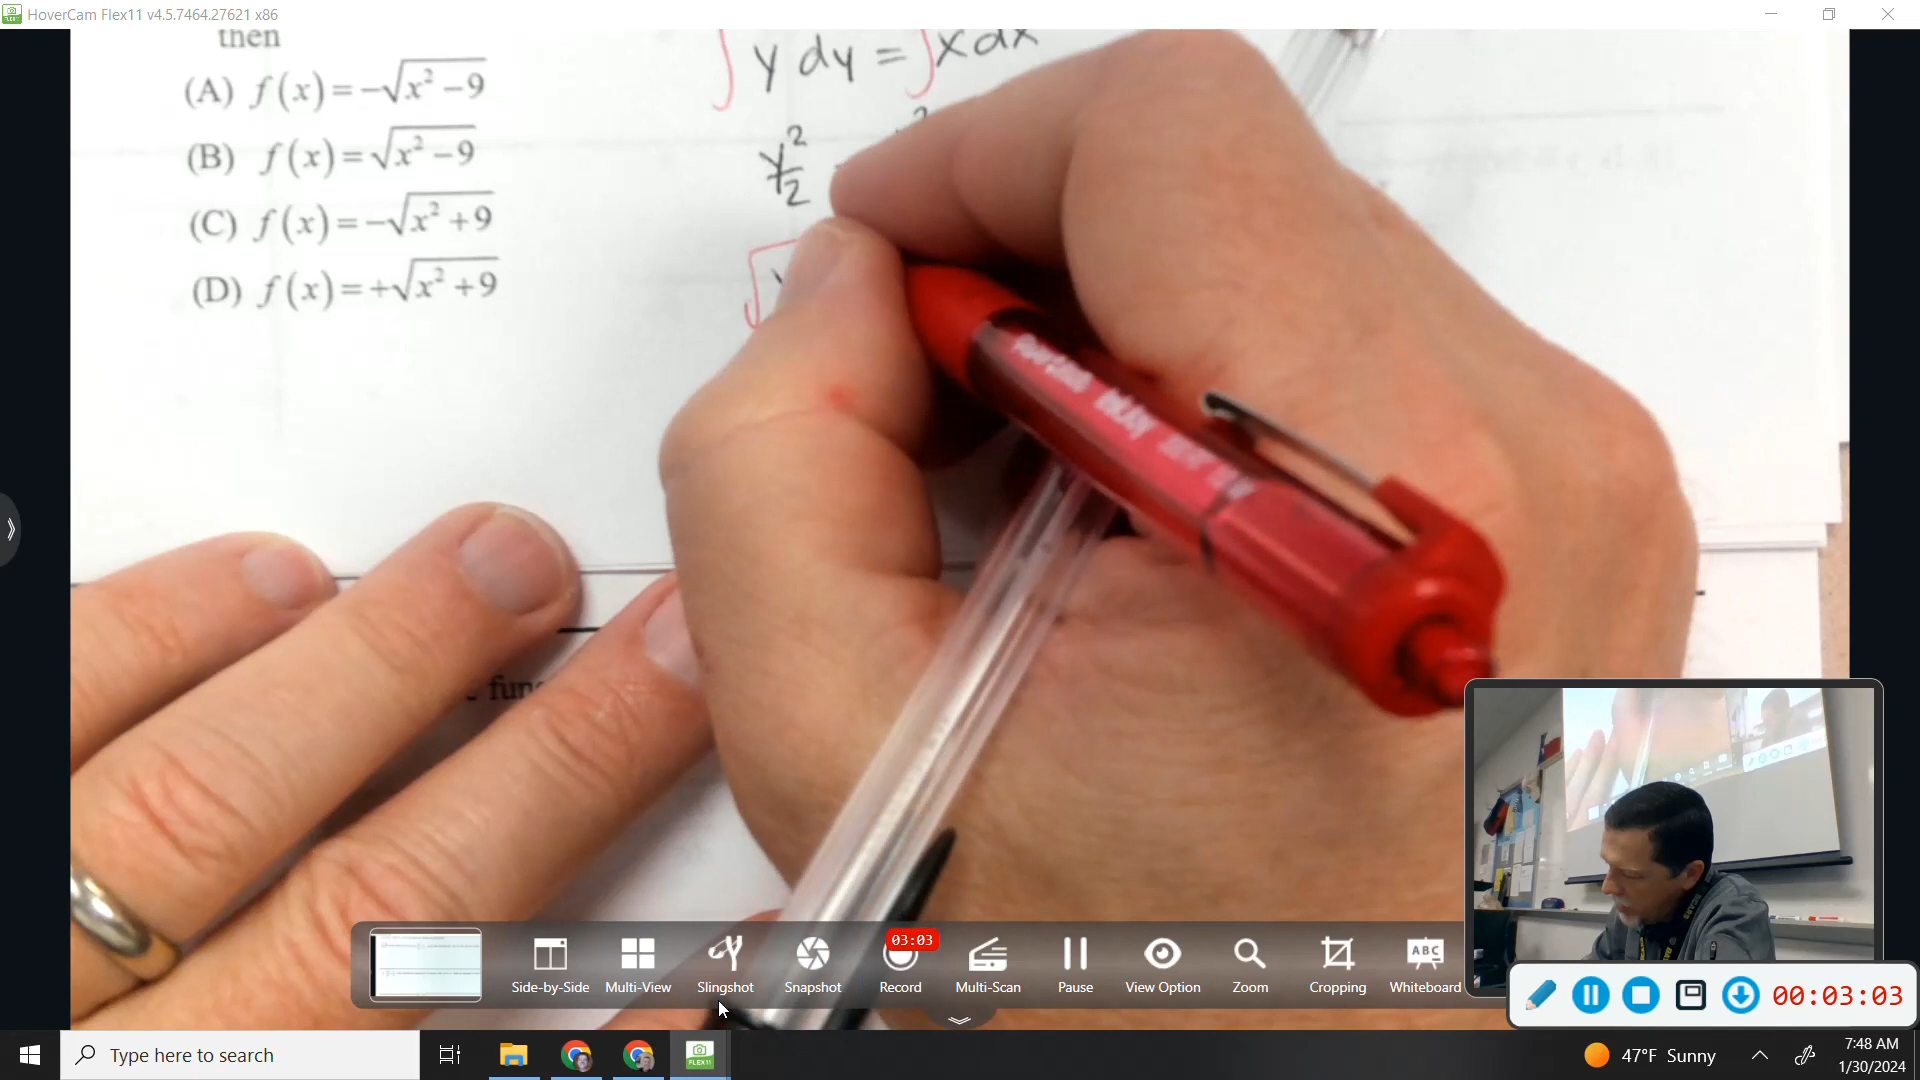 HoverCam Flex11 v4.5.7464.27621 x86
then
(A) f(x)=-√x²-9
(B) f(x)=√x²-9
(C) f(x)=-√x²+9
(D) f(x)=+√x²+9
∫y dy = ∫x dx
y²/2
func
03:03
Side-by-Side Multi-View Slingshot Snapshot Record Multi-Scan Pause View Option Zoom Cropping Whiteboard
ABC
00:03:03
Type here to search
FLEX11
47°F Sunny
7:48 AM
1/30/2024